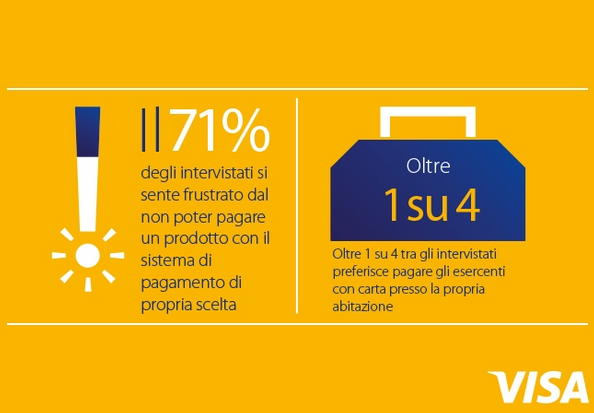 Il 71%
degli intervistati si
sente frustrato dal
non poter pagare
un prodotto con il
sistema di
pagamento di
propria scelta
Oltre
1 su 4
Oltre 1 su 4 tra gli intervistati
preferisce pagare gli esercenti
con carta presso la propria
abitazione
VISA